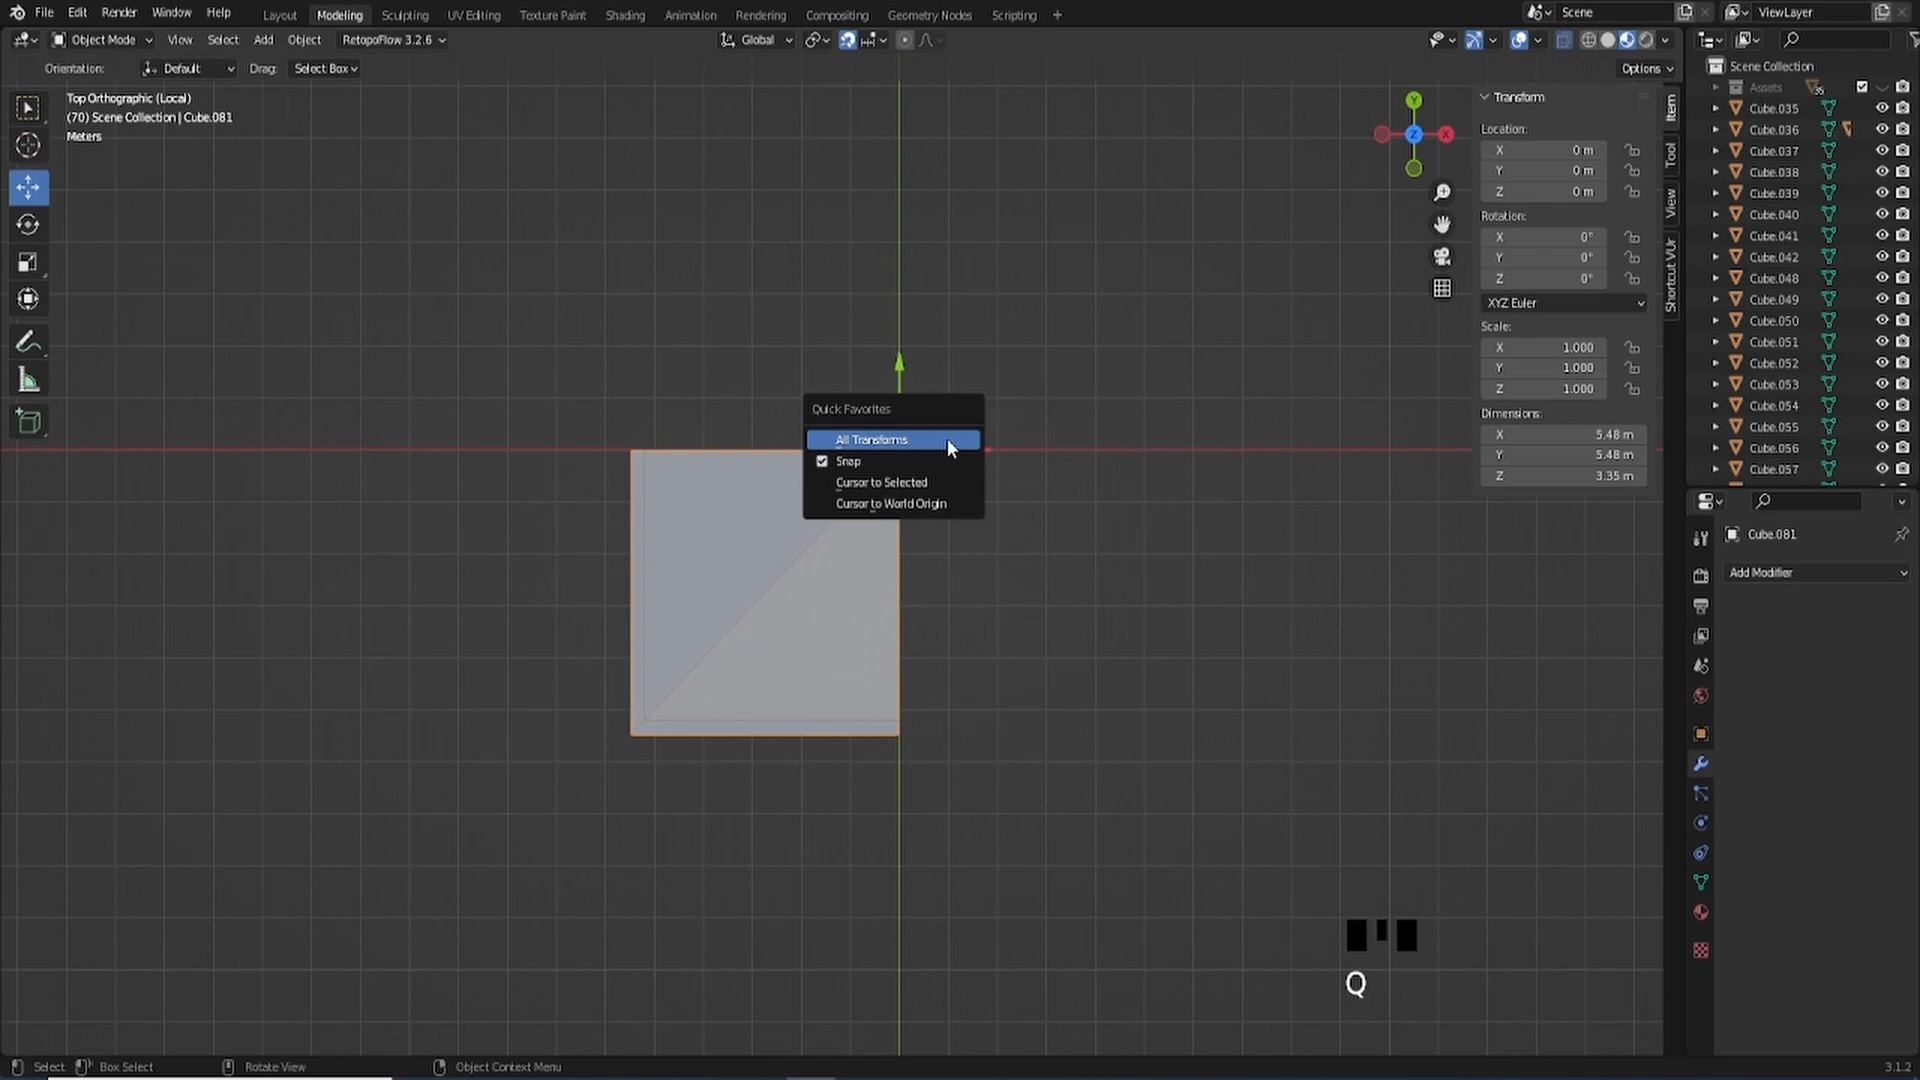 File Edit Render Window Help Layout Modeling Sculpting UV Editing Texture Paint Shading Animation Rendering Compositing Geometry Nodes Scripting + Scene ViewLayer
Object Mode View Select Add Object RetopoFlow 3.2.6 Global
Orientation: Default Drag: Select Box Options
Top Orthographic (Local)
(70) Scene Collection | Cube.081
Meters
Y
X
Z
Transform
Location:
X 0 m
Y 0 m
Z 0 m
Rotation:
X 0°
Y 0°
Z 0°
XYZ Euler
Scale:
X 1.000
Y 1.000
Z 1.000
Dimensions:
X 5.48 m
Y 5.48 m
Z 3.35 m
Item
Tool
View
Shortcut VUr
Scene Collection
Assets 35
Cube.035
Cube.036
Cube.037
Cube.038
Cube.039
Cube.040
Cube.041
Cube.042
Cube.048
Cube.049
Cube.050
Cube.051
Cube.052
Cube.053
Cube.054
Cube.055
Cube.056
Cube.057
Cube.081
Add Modifier
Quick Favorites
All Transforms
Snap
Cursor to Selected
Cursor to World Origin
Q
Select Box Select Rotate View Object Context Menu 3.1.2